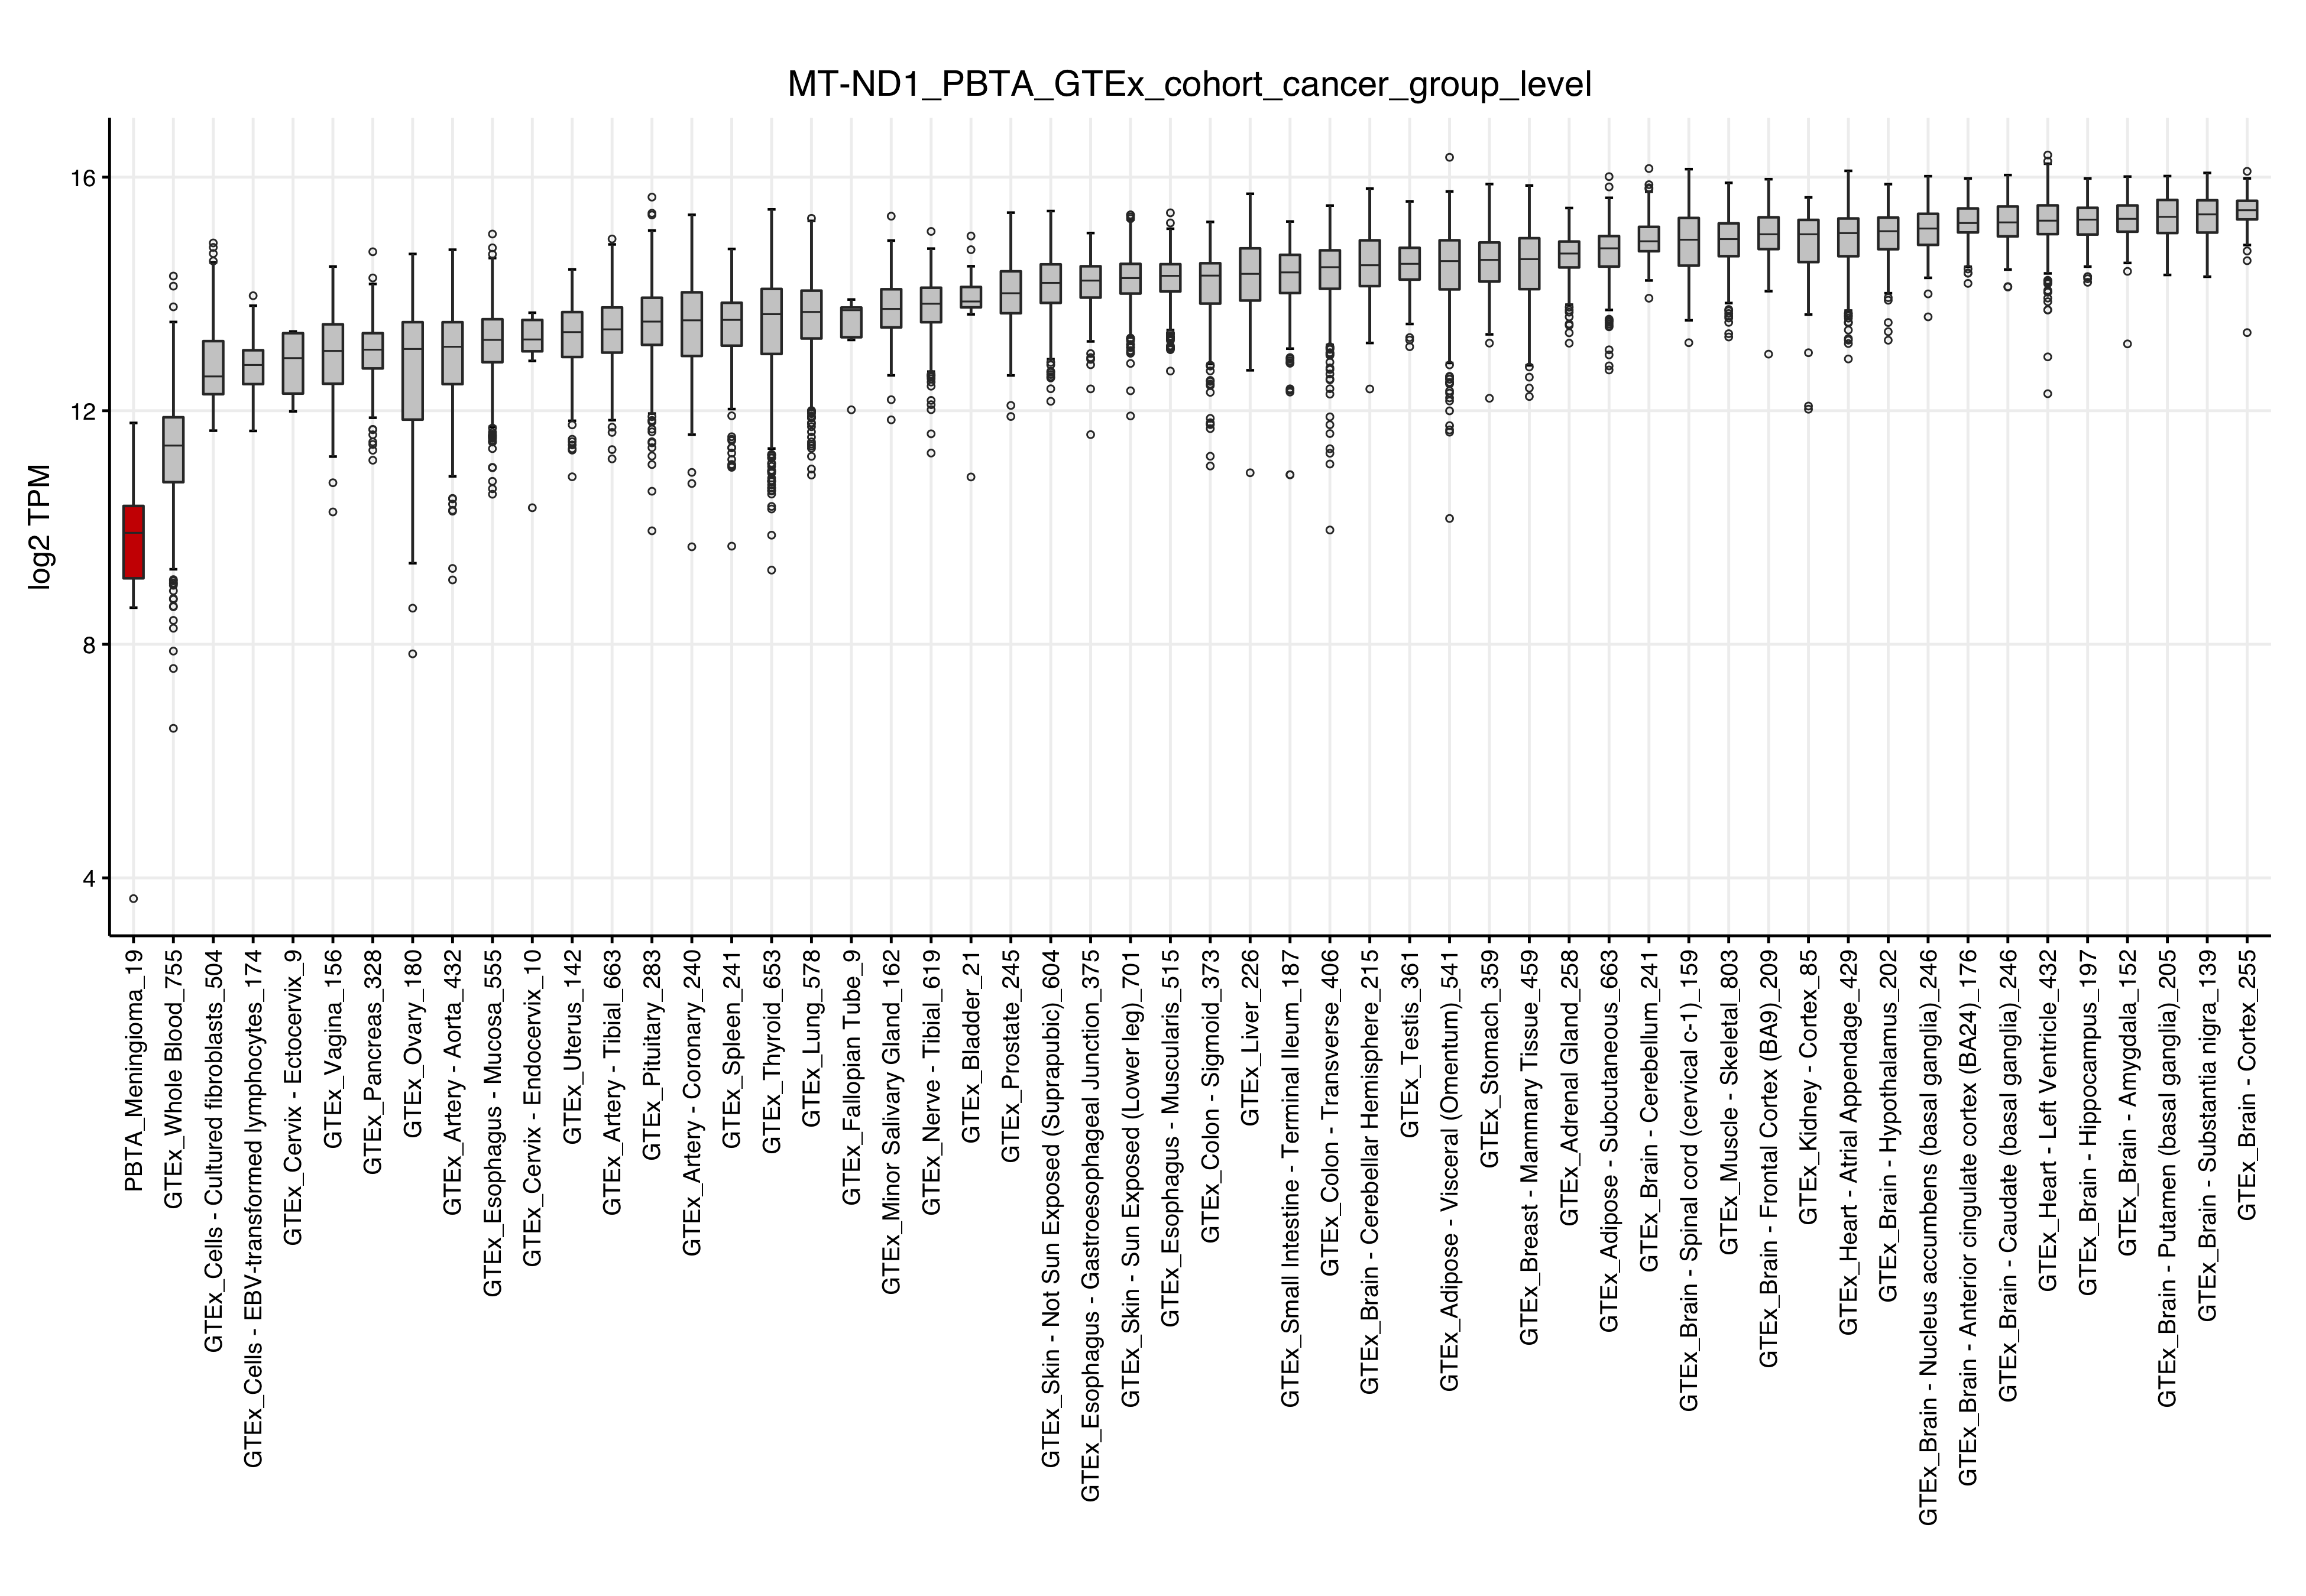 MT-ND1_PBTA_GTEx_cohort_cancer_group_level
log2 TPM
16
12
8
4
PBTA_Meningioma_19
GTEx_Whole Blood_755
GTEx_Cells - Cultured fibroblasts_504
GTEx_Cells - EBV-transformed lymphocytes_174
GTEx_Cervix - Ectocervix_9
GTEx_Vagina_156
GTEx_Pancreas_328
GTEx_Ovary_180
GTEx_Artery - Aorta_432
GTEx_Esophagus - Mucosa_555
GTEx_Cervix - Endocervix_10
GTEx_Uterus_142
GTEx_Artery - Tibial_663
GTEx_Pituitary_283
GTEx_Artery - Coronary_240
GTEx_Spleen_241
GTEx_Thyroid_653
GTEx_Lung_578
GTEx_Fallopian Tube_9
GTEx_Minor Salivary Gland_162
GTEx_Nerve - Tibial_619
GTEx_Bladder_21
GTEx_Prostate_245
GTEx_Skin - Not Sun Exposed (Suprapubic)_604
GTEx_Esophagus - Gastroesophageal Junction_375
GTEx_Skin - Sun Exposed (Lower leg)_701
GTEx_Esophagus - Muscularis_515
GTEx_Colon - Sigmoid_373
GTEx_Liver_226
GTEx_Small Intestine - Terminal Ileum_187
GTEx_Colon - Transverse_406
GTEx_Brain - Cerebellar Hemisphere_215
GTEx_Testis_361
GTEx_Adipose - Visceral (Omentum)_541
GTEx_Stomach_359
GTEx_Breast - Mammary Tissue_459
GTEx_Adrenal Gland_258
GTEx_Adipose - Subcutaneous_663
GTEx_Brain - Cerebellum_241
GTEx_Brain - Spinal cord (cervical c-1)_159
GTEx_Muscle - Skeletal_803
GTEx_Brain - Frontal Cortex (BA9)_209
GTEx_Kidney - Cortex_85
GTEx_Heart - Atrial Appendage_429
GTEx_Brain - Hypothalamus_202
GTEx_Brain - Nucleus accumbens (basal ganglia)_246
GTEx_Brain - Anterior cingulate cortex (BA24)_176
GTEx_Brain - Caudate (basal ganglia)_246
GTEx_Heart - Left Ventricle_432
GTEx_Brain - Hippocampus_197
GTEx_Brain - Amygdala_152
GTEx_Brain - Putamen (basal ganglia)_205
GTEx_Brain - Substantia nigra_139
GTEx_Brain - Cortex_255